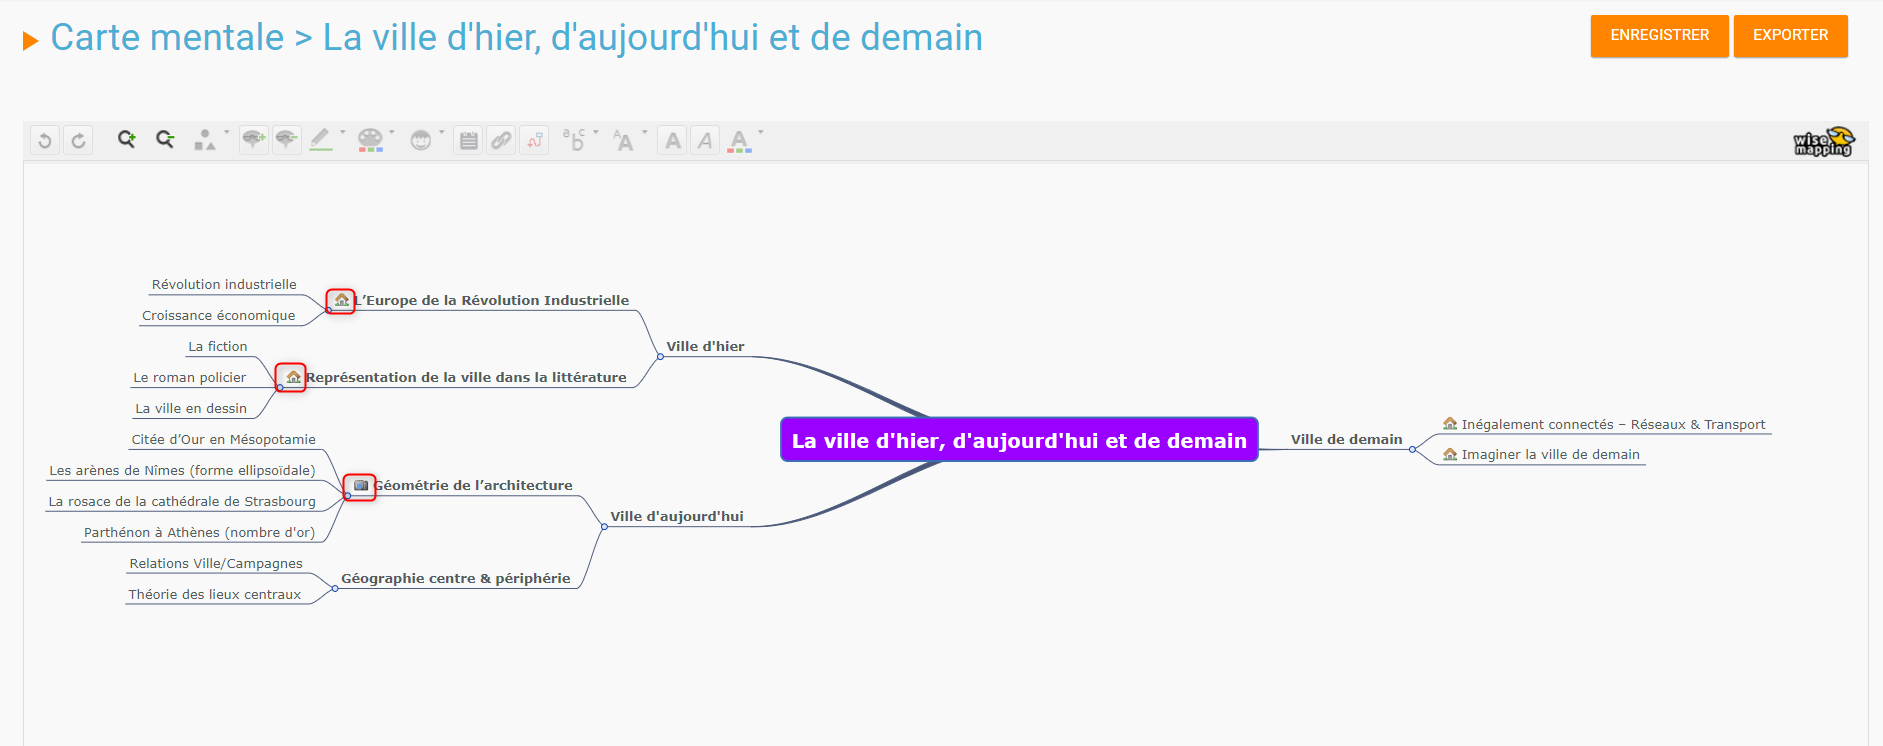 Carte mentale > La ville d'hier, d'aujourd'hui et de demain
ENREGISTRER
EXPORTER
wise mapping
Révolution industrielle
Croissance économique
L’Europe de la Révolution Industrielle
La fiction
Le roman policier
La ville en dessin
Représentation de la ville dans la littérature
Ville d'hier
Citée d’Our en Mésopotamie
Les arènes de Nîmes (forme ellipsoïdale)
La rosace de la cathédrale de Strasbourg
Parthénon à Athènes (nombre d'or)
Géométrie de l’architecture
Relations Ville/Campagnes
Théorie des lieux centraux
Géographie centre & périphérie
Ville d'aujourd'hui
La ville d'hier, d'aujourd'hui et de demain
Ville de demain
Inégalement connectés – Réseaux & Transport
Imaginer la ville de demain